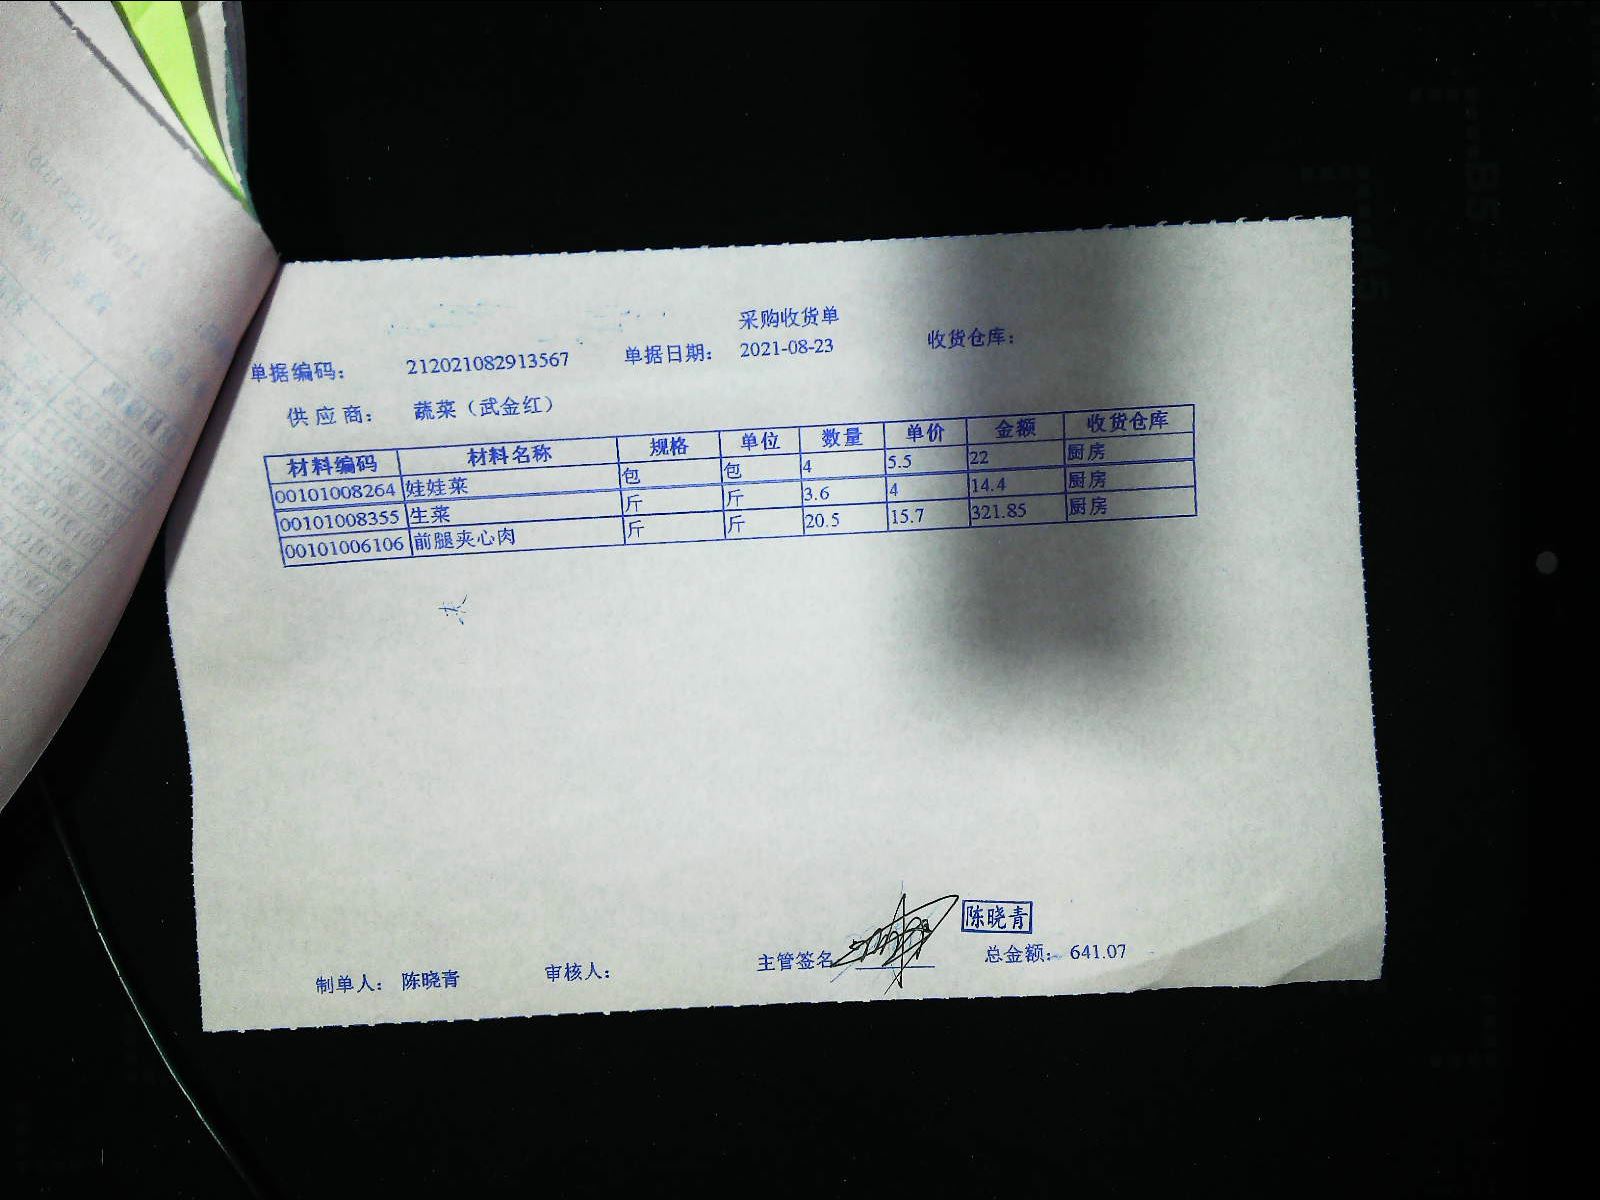 采购收货单
单据编码： 212021082913567 单据日期： 2021-08-23 收货仓库：
供应商： 蔬菜（武金红）
材料编码 材料名称 规格 单位 数量 单价 金额 收货仓库
00101008264 娃娃菜 包 包 4 5.5 22 厨房
00101008355 生菜 斤 斤 3.6 4 14.4 厨房
00101006106 前腿夹心肉 斤 斤 20.5 15.7 321.85 厨房
陈晓青
制单人： 陈晓青 审核人： 主管签名 总金额： 641.07